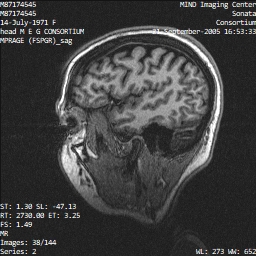 M87174545
M87174545
14-July-1971 F
head M E G CONSORTIUM
MPRAGE (FSPGR)_sag
MIND Imaging Center
Sonata
Consortium
21-September-2005 16:53:33
ST: 1.30 SL: -47.13
RT: 2730.00 ET: 3.25
FS: 1.49
MR
Images: 38/144
Series: 2
WL: 273 WW: 652